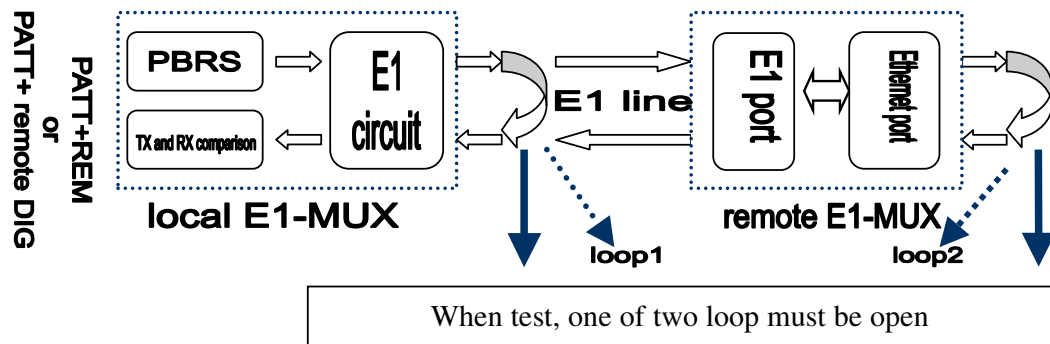 PATT+REM
or
PATT+ remote DIG
PBRS
TX and RX comparison
E1
circuit
local E1-MUX
E1 line
loop1
E1 port
Ethernet port
remote E1-MUX
loop2
When test, one of two loop must be open